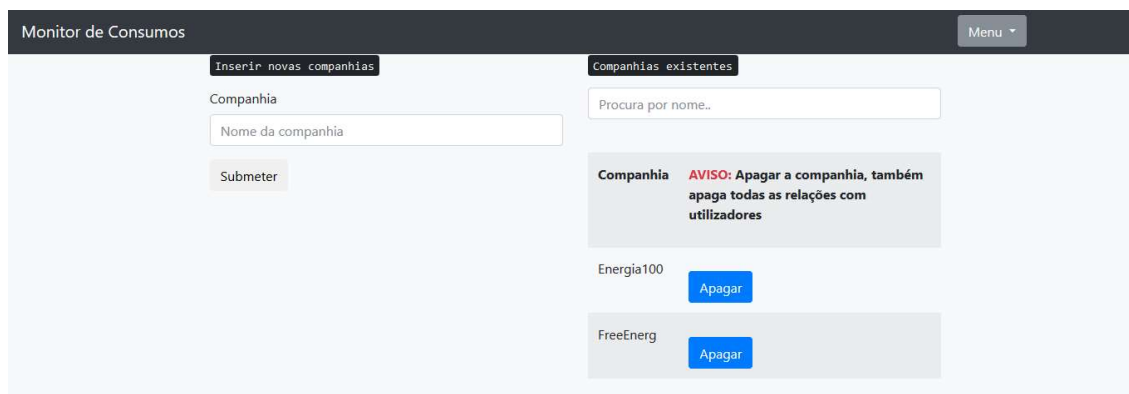 Monitor de Consumos
Menu
Inserir novas companhias
Companhia
Nome da companhia
Submeter
Companhias existentes
Procura por nome..
Companhia
AVISO: Apagar a companhia, também
apaga todas as relações com
utilizadores
Energia100
Apagar
FreeEnerg
Apagar